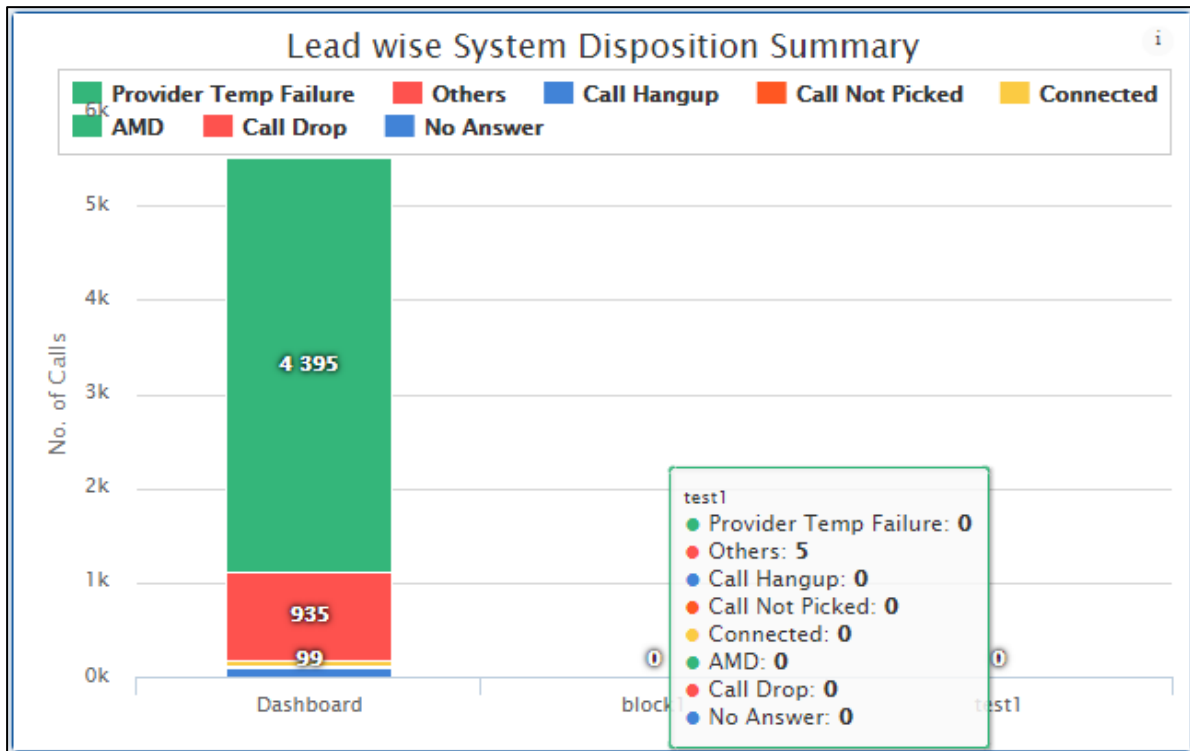 Lead wise System Disposition Summary
i
Provider Temp Failure Others Call Hangup Call Not Picked Connected
AMD Call Drop No Answer
6k
5k
4k
3k
2k
1k
0k
No. of Calls
4 395
935
99
0
0
Dashboard
block1
test1
test1
Provider Temp Failure: 0
Others: 5
Call Hangup: 0
Call Not Picked: 0
Connected: 0
AMD: 0
Call Drop: 0
No Answer: 0